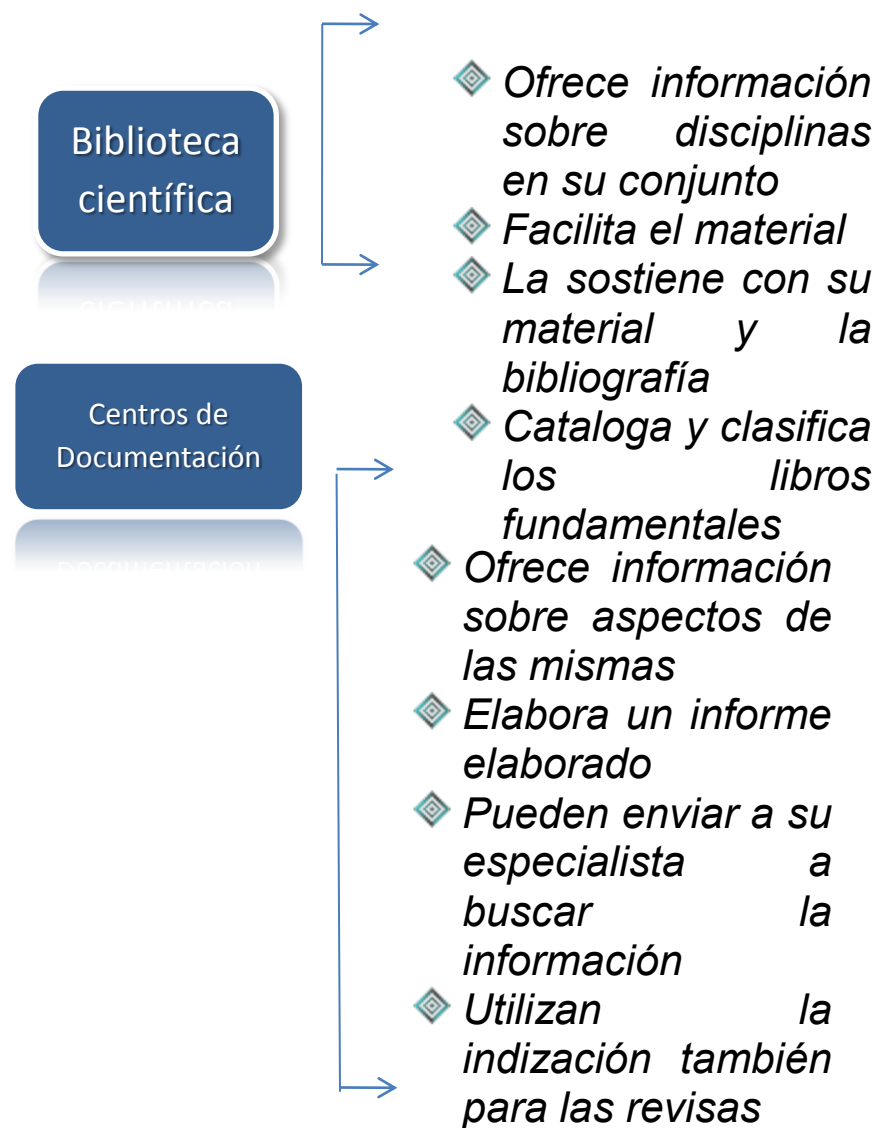 Biblioteca
científica
Ofrece información
sobre disciplinas
en su conjunto
Facilita el material
La sostiene con su
material y la
bibliografía
Cataloga y clasifica
los libros
fundamentales
Centros de
Documentación
Ofrece información
sobre aspectos de
las mismas
Elabora un informe
elaborado
Pueden enviar a su
especialista a
buscar la
información
Utilizan la
indización también
para las revisas